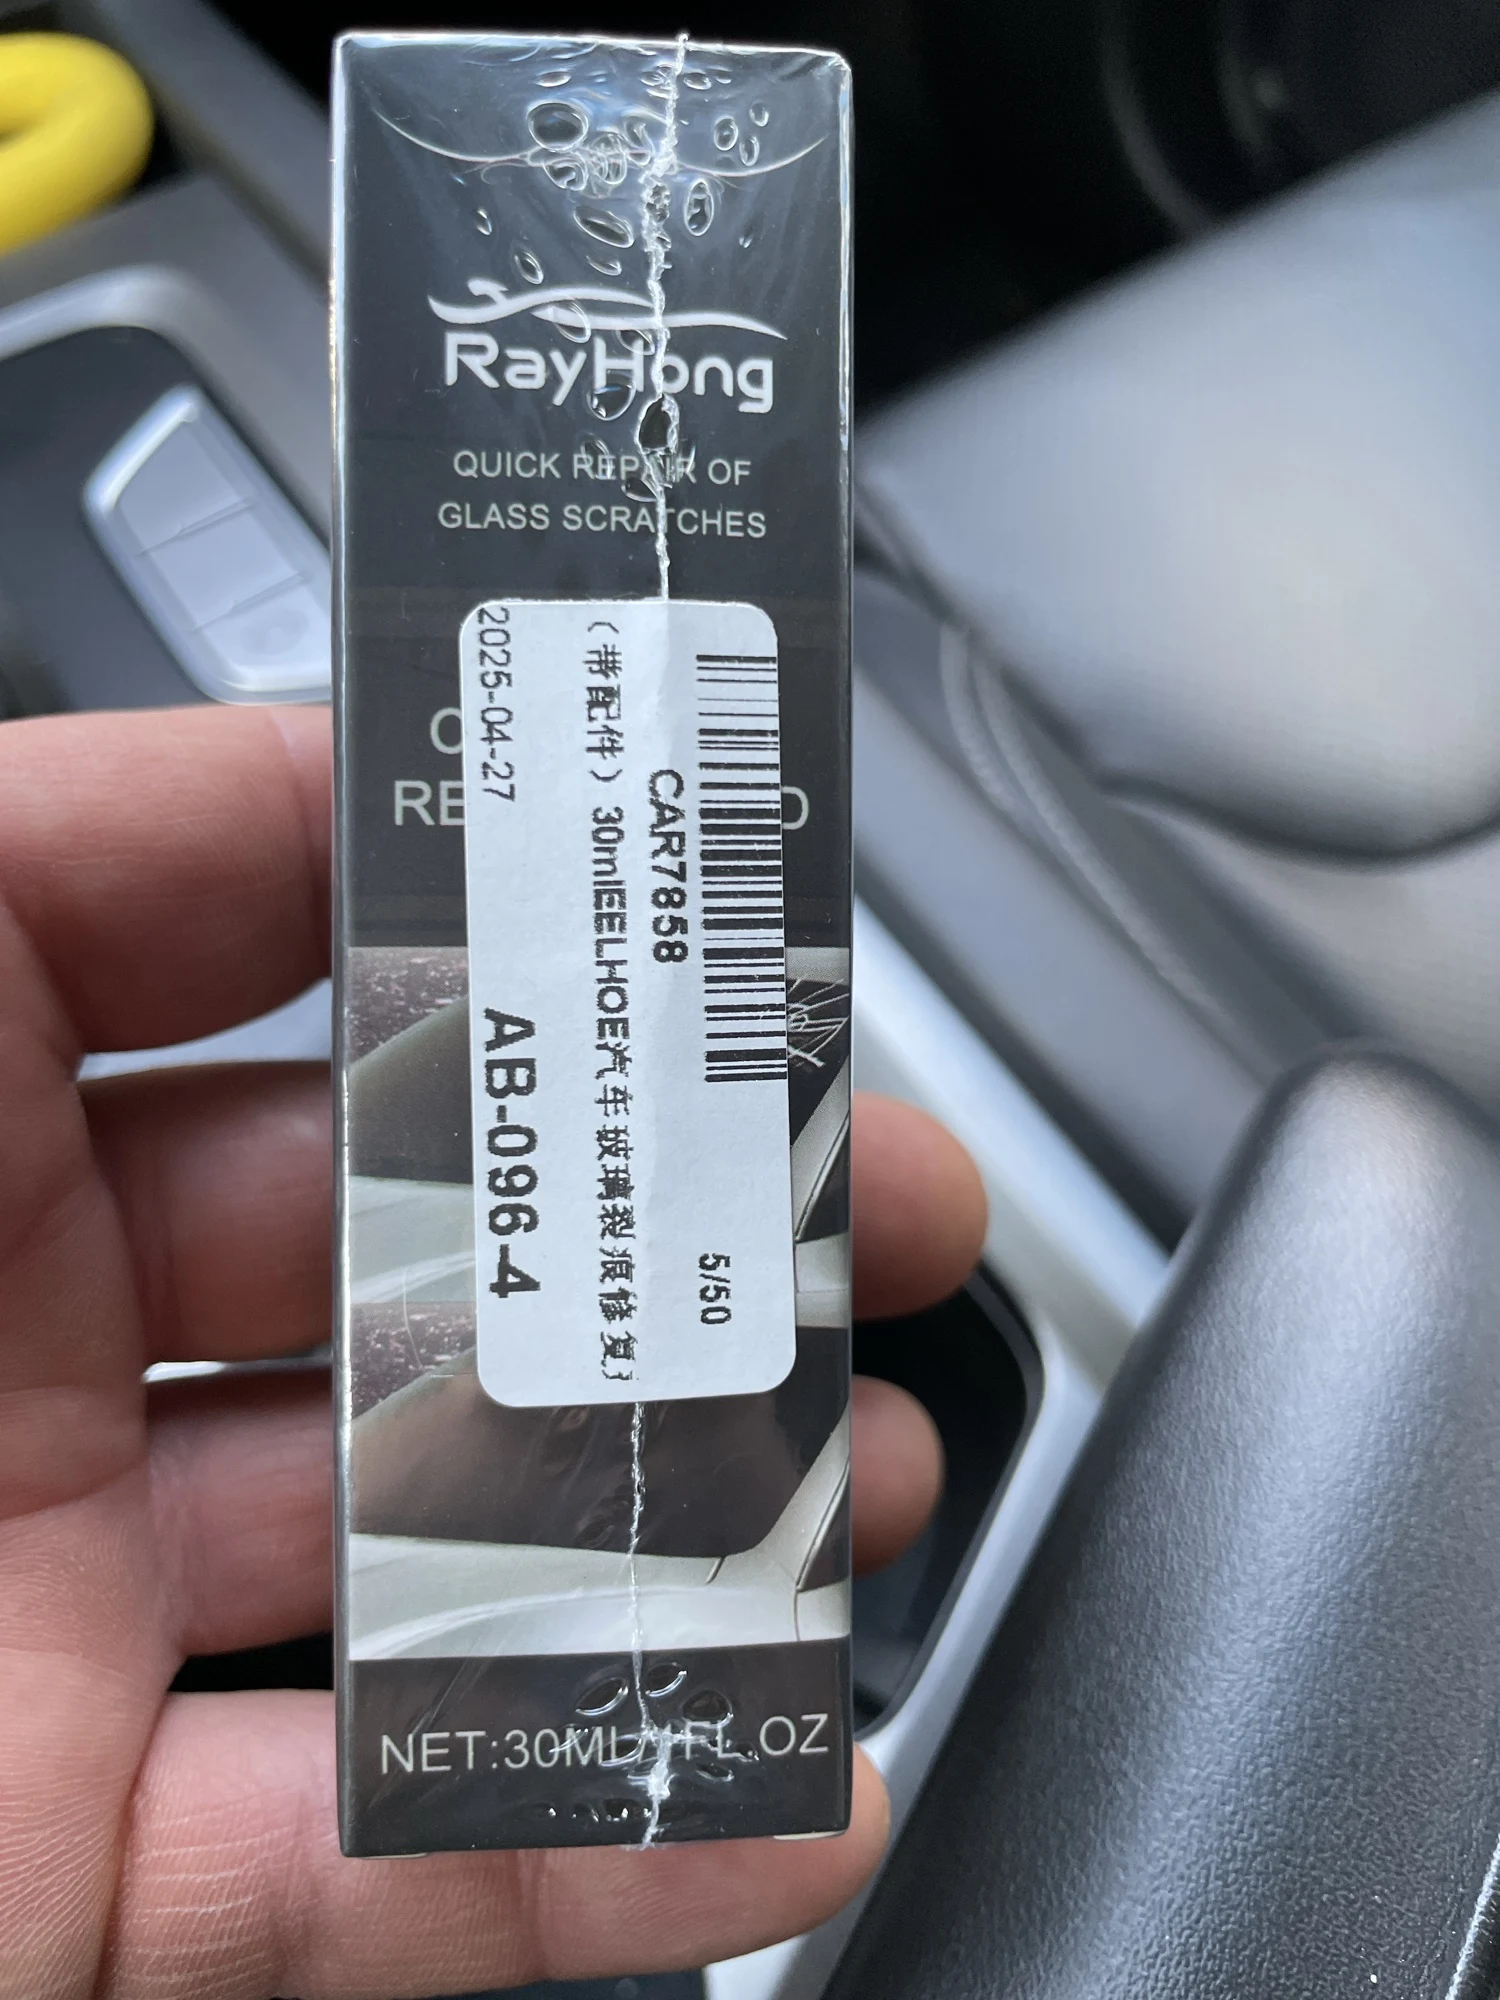 RayHong
QUICK REPAIR OF
GLASS SCRATCHES
CAR7858
5/50
(带配件)30mlEELHOE汽车玻璃裂痕修复
2025-04-27
AB-096-4
NET:30ML/1FL.OZ